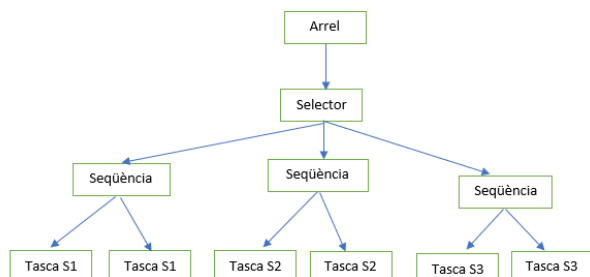 Arrel
Selector
Seqüència
Seqüència
Seqüència
Tasca S1
Tasca S1
Tasca S2
Tasca S2
Tasca S3
Tasca S3